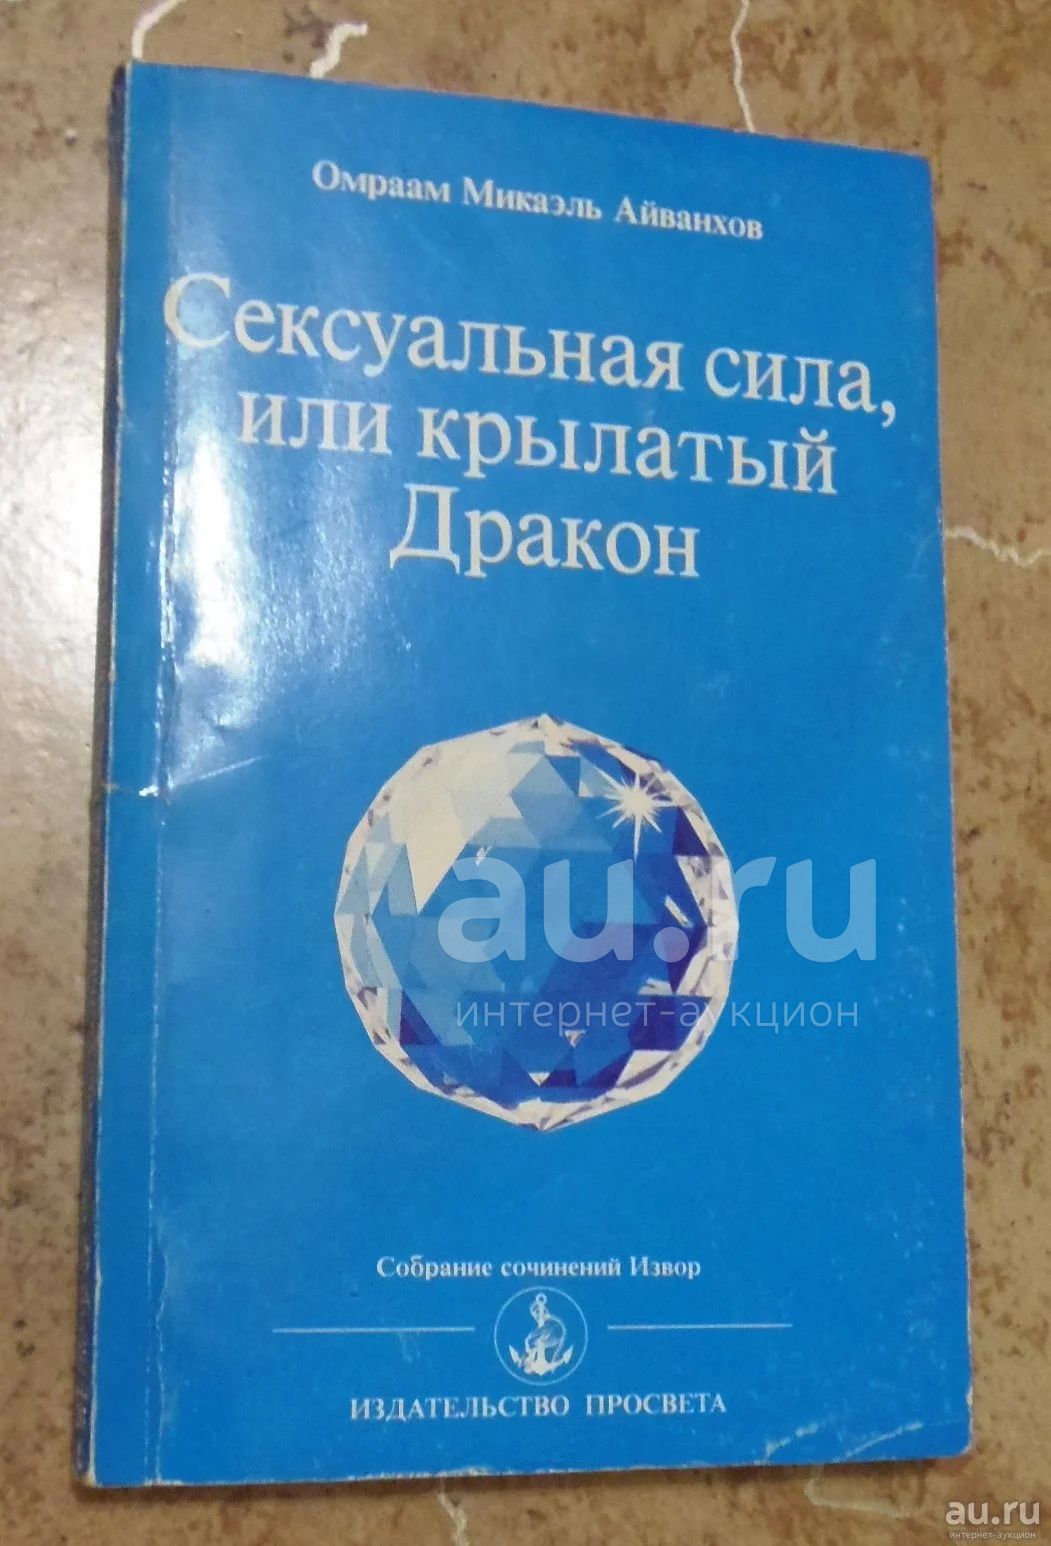 Омраам Микаэль Айванхов
Сексуальная сила,
или крылатый
Дракон
au.ru
интернет-аукцион
Собрание сочинений Извор
ИЗДАТЕЛЬСТВО ПРОСВЕТА
au.ru
интернет-аукцион